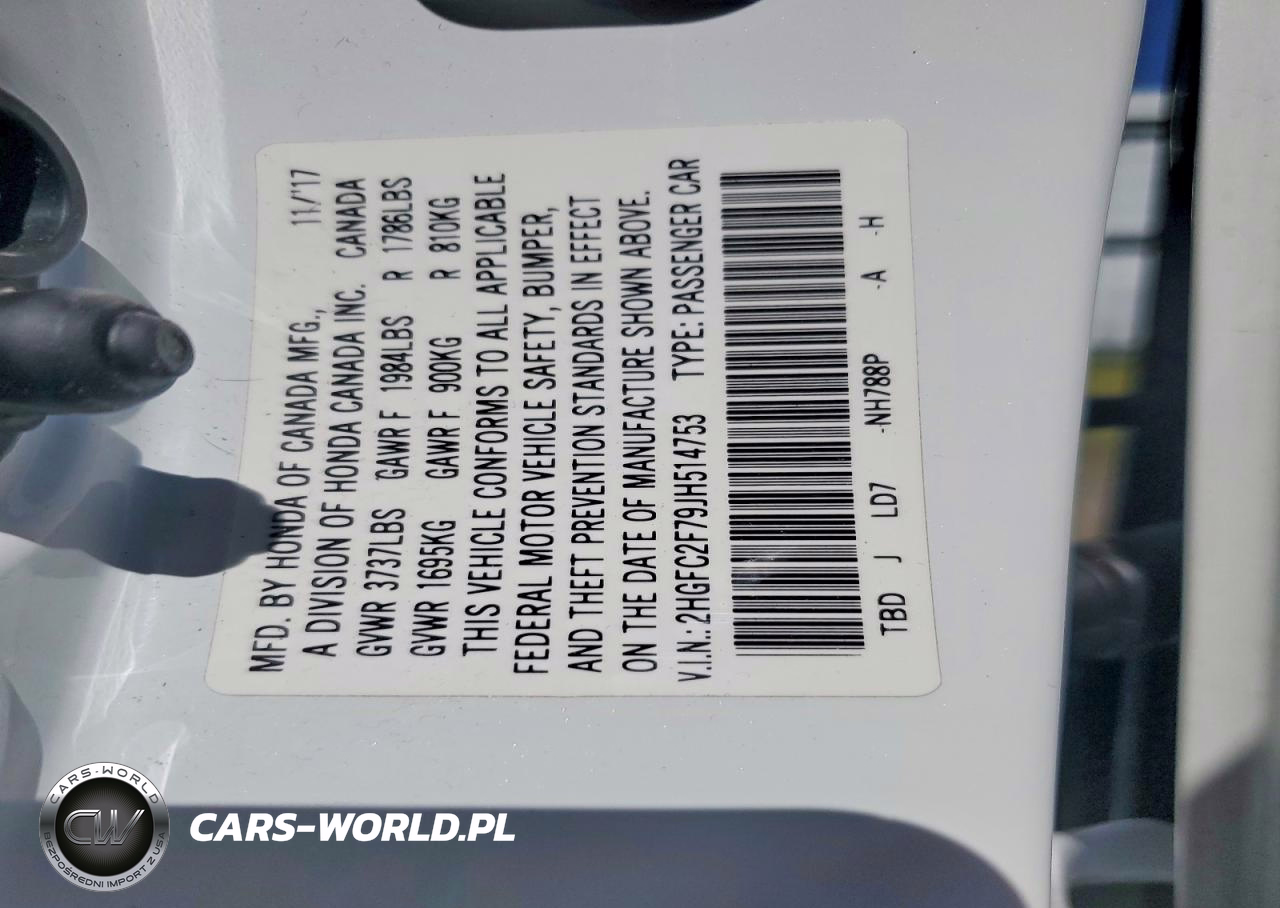 MFD. BY HONDA OF CANADA MFG., 11/'17
A DIVISION OF HONDA CANADA INC. CANADA
GVWR 3737LBS GAWR F 1984LBS R 1786LBS
GVWR 1695KG GAWR F 900KG R 810KG
THIS VEHICLE CONFORMS TO ALL APPLICABLE
FEDERAL MOTOR VEHICLE SAFETY, BUMPER,
AND THEFT PREVENTION STANDARDS IN EFFECT
ON THE DATE OF MANUFACTURE SHOWN ABOVE.
V.I.N.: 2HGFC2F79JH514753 TYPE: PASSENGER CAR
TBD J LD7 -NH788P -A -H
CARS-WORLD
CW
BEZPOŚREDNI IMPORT Z USA
CARS-WORLD.PL